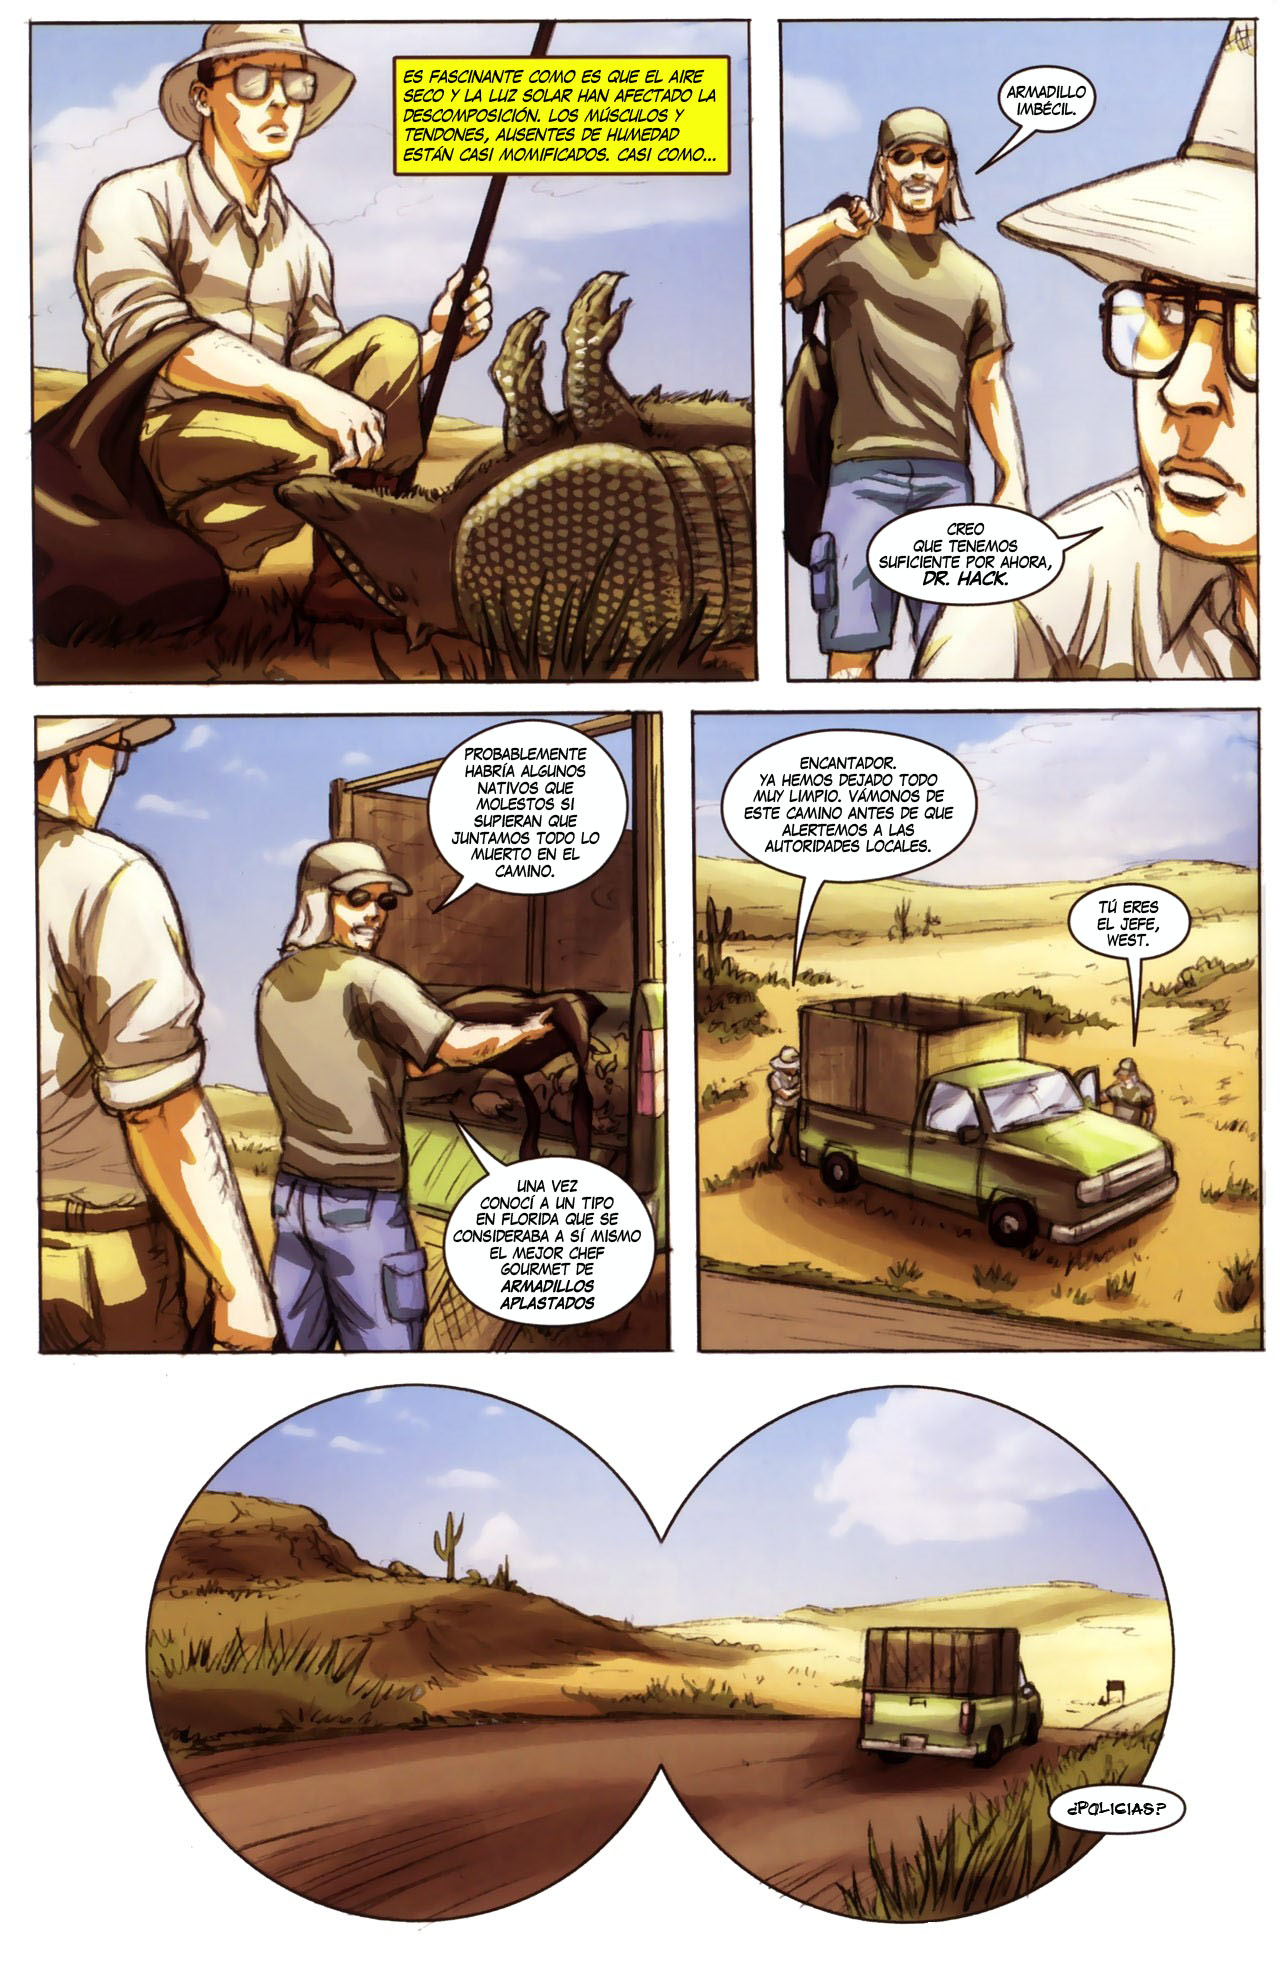 ES FASCINANTE COMO ES QUE EL AIRE
SECO Y LA LUZ SOLAR HAN AFECTADO LA
DESCOMPOSICIÓN. LOS MÚSCULOS Y
TENDONES, AUSENTES DE HUMEDAD
ESTÁN CASI MOMIFICADOS. CASI COMO...
ARMADILLO
IMBÉCIL.
CREO
QUE TENEMOS
SUFICIENTE POR AHORA,
DR. HACK.
PROBABLEMENTE
HABRÍA ALGUNOS
NATIVOS QUE
MOLESTOS SI
SUPIERAN QUE
JUNTAMOS TODO LO
MUERTO EN EL
CAMINO.
UNA VEZ
CONOCÍ A UN TIPO
EN FLORIDA QUE SE
CONSIDERABA A SÍ MISMO
EL MEJOR CHEF
GOURMET DE
ARMADILLOS
APLASTADOS
ENCANTADOR.
YA HEMOS DEJADO TODO
MUY LIMPIO. VÁMONOS DE
ESTE CAMINO ANTES DE QUE
ALERTEMOS A LAS
AUTORIDADES LOCALES.
TÚ ERES
EL JEFE,
WEST.
¿POLICIAS?